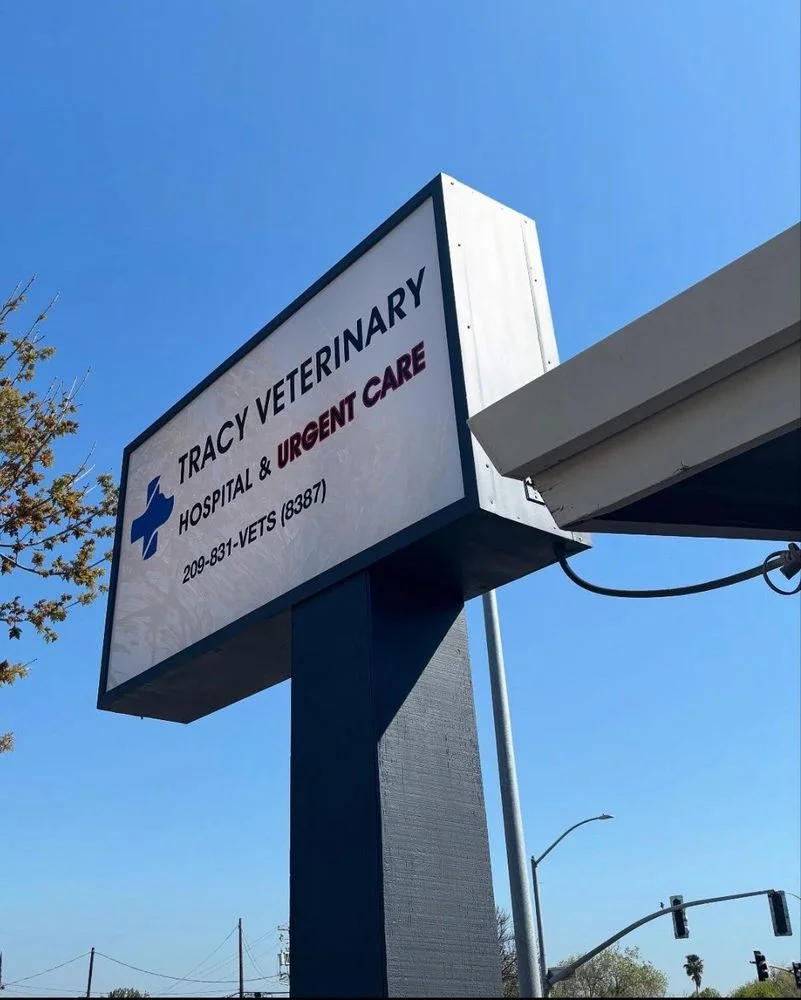 TRACY VETERINARY
HOSPITAL & URGENT CARE
209-831-VETS (8387)